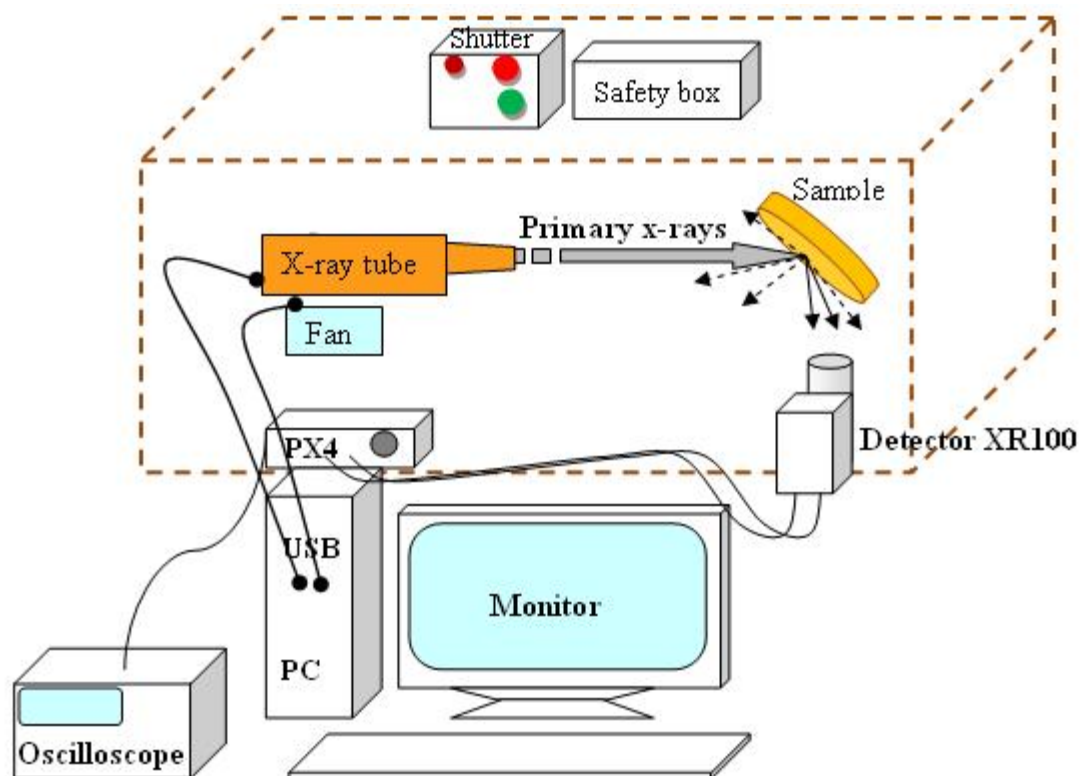 Shutter
Safety box
Sample
Primary x-rays
X-ray tube
Fan
PX4
Detector XR100
USB
Monitor
PC
Oscilloscope